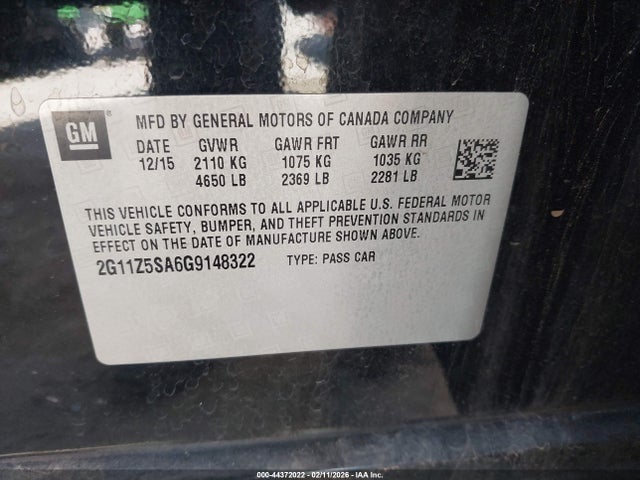 GM
MFD BY GENERAL MOTORS OF CANADA COMPANY
DATE GVWR GAWR FRT GAWR RR
12/15 2110 KG 1075 KG 1035 KG
4650 LB 2369 LB 2281 LB
THIS VEHICLE CONFORMS TO ALL APPLICABLE U.S. FEDERAL MOTOR
VEHICLE SAFETY, BUMPER, AND THEFT PREVENTION STANDARDS IN
EFFECT ON THE DATE OF MANUFACTURE SHOWN ABOVE.
2G11Z5SA6G9148322 TYPE: PASS CAR
000-44372022 - 02/11/2026 - IAA Inc.